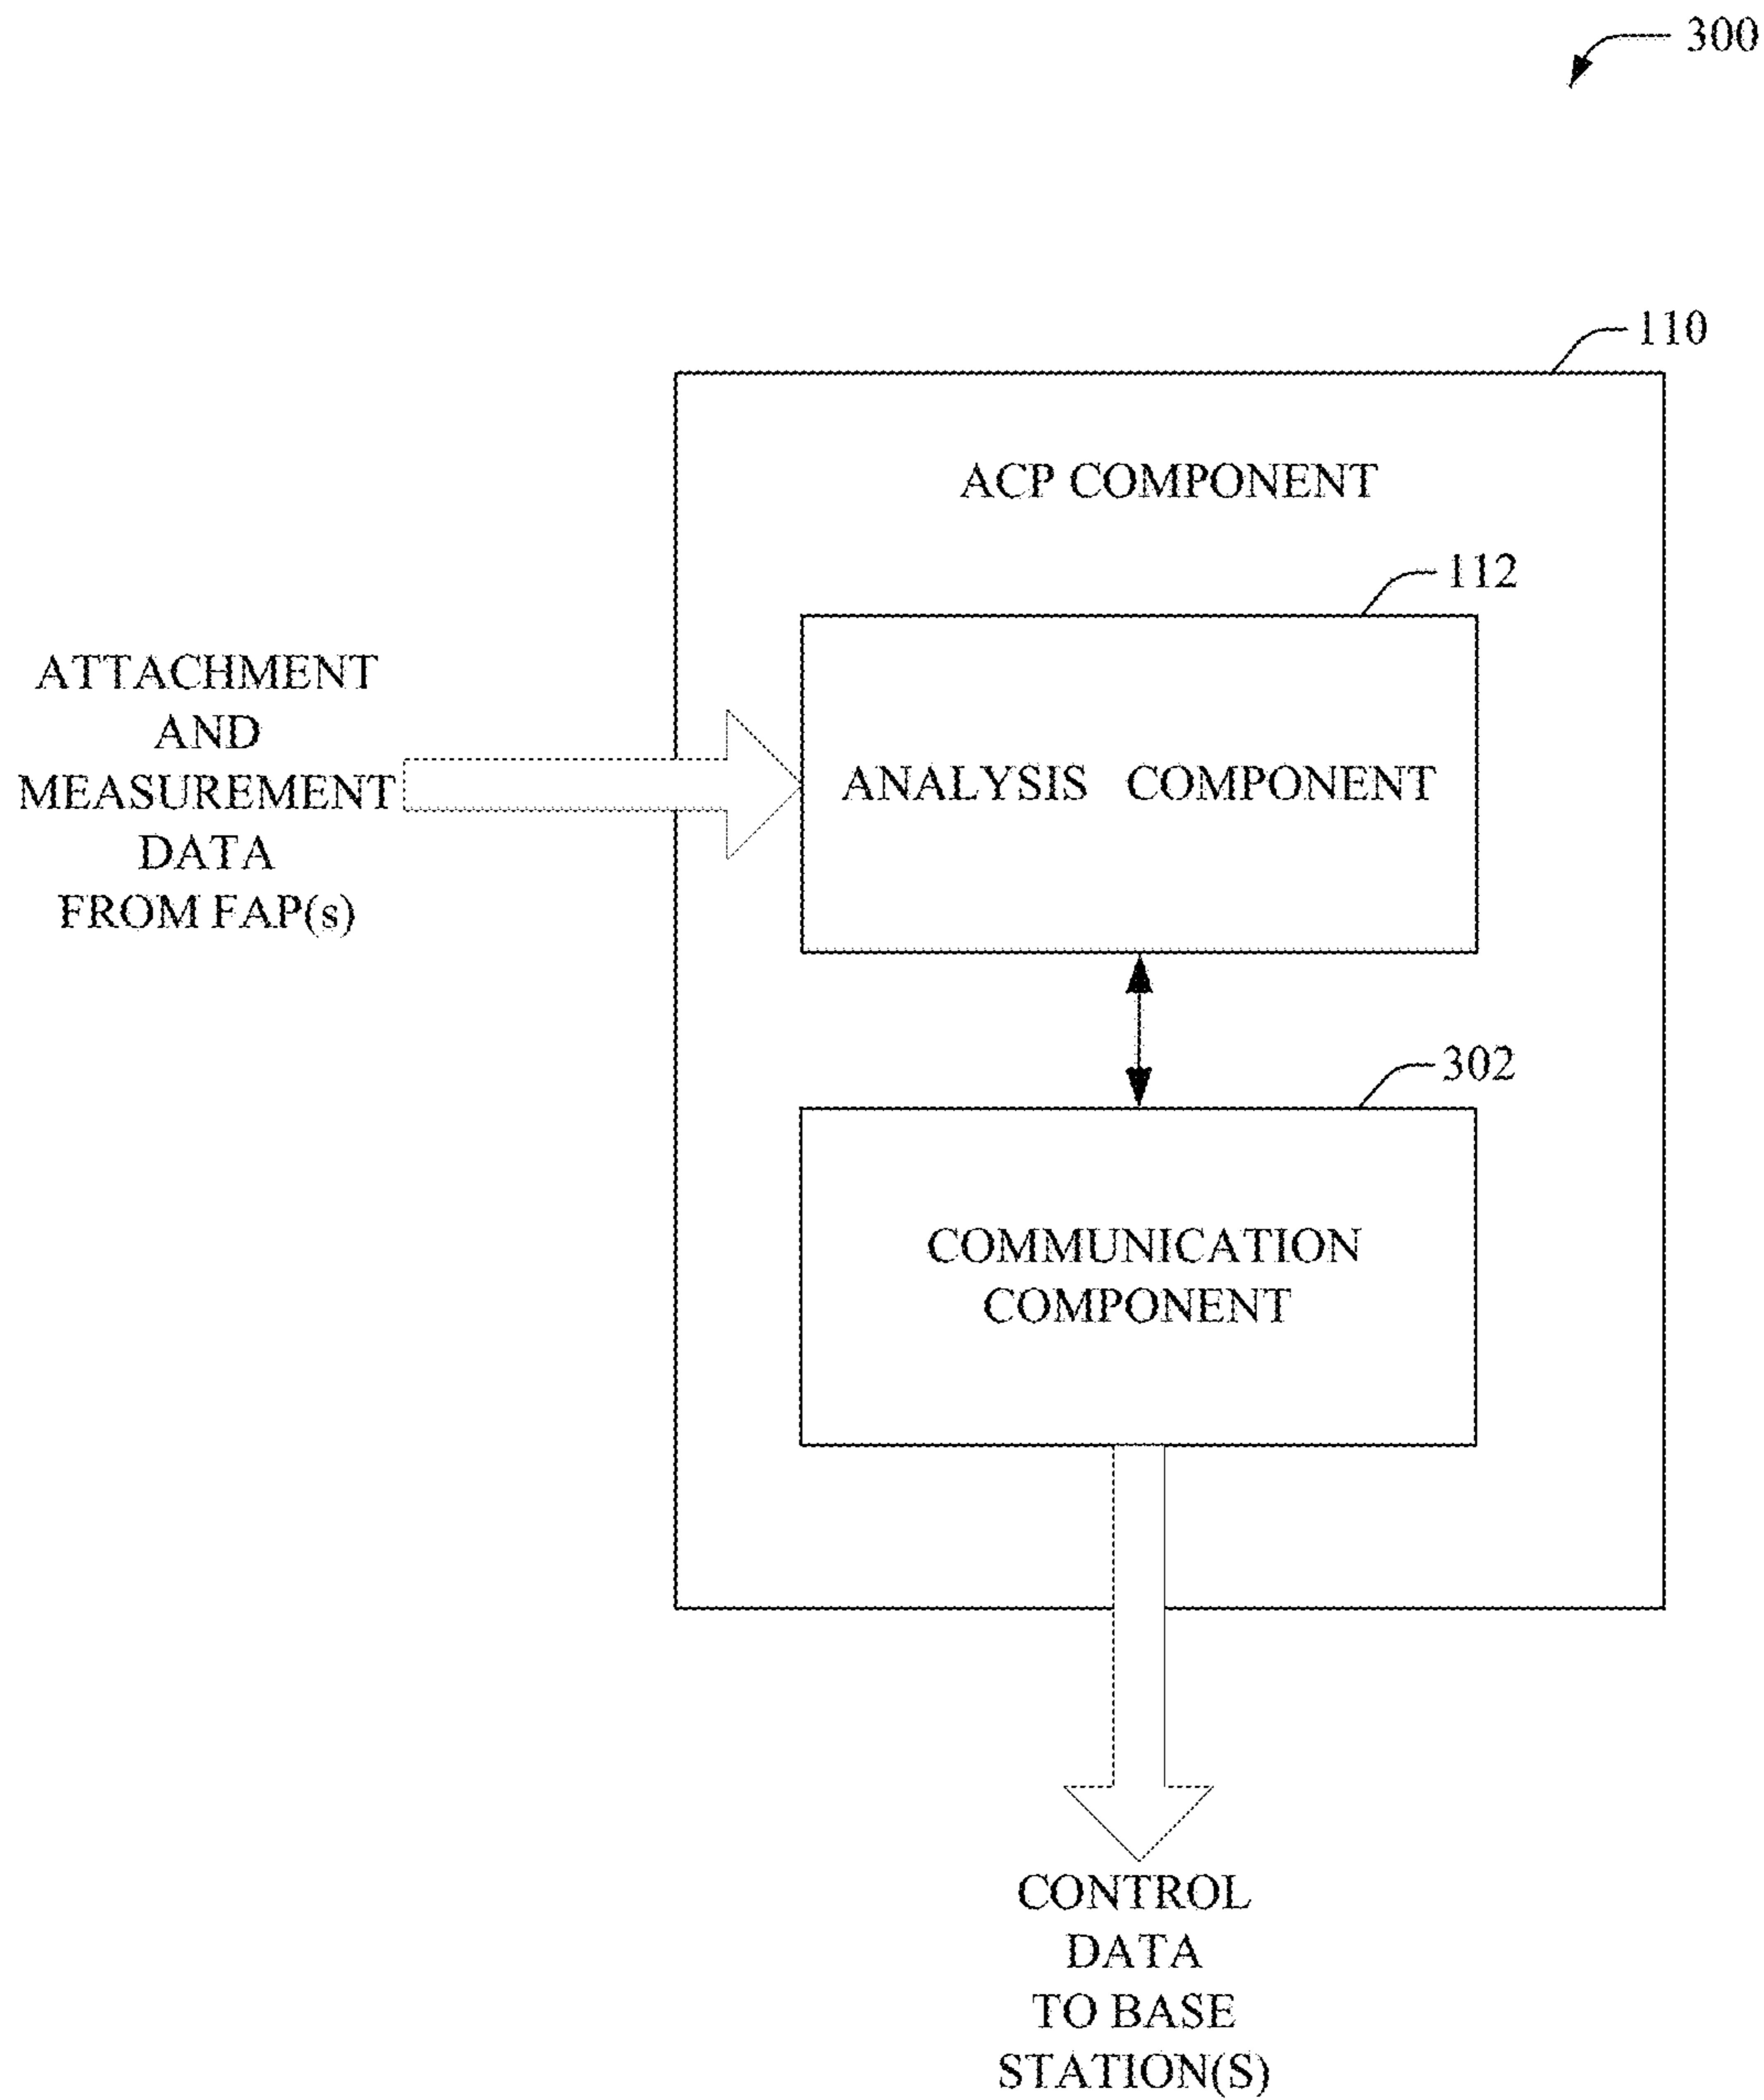 300
110
ACP COMPONENT
112
ATTACHMENT
AND
MEASUREMENT
DATA
FROM FAP(s)
ANALYSIS COMPONENT
302
COMMUNICATION
COMPONENT
CONTROL
DATA
TO BASE
STATION(S)